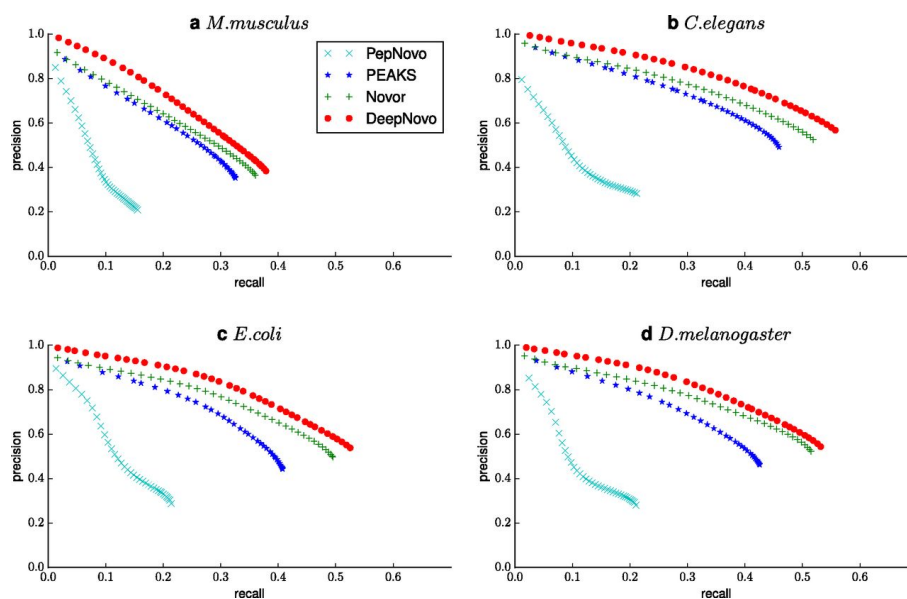 a M.musculus
1.0
0.8
0.6
0.4
0.2
0.0
precision
0.0 0.1 0.2 0.3 0.4 0.5 0.6
recall
PepNovo
PEAKS
Novor
DeepNovo
b C.elegans
1.0
0.8
0.6
0.4
0.2
0.0
precision
0.0 0.1 0.2 0.3 0.4 0.5 0.6
recall
c E.coli
1.0
0.8
0.6
0.4
0.2
0.0
precision
0.0 0.1 0.2 0.3 0.4 0.5 0.6
recall
d D.melanogaster
1.0
0.8
0.6
0.4
0.2
0.0
precision
0.0 0.1 0.2 0.3 0.4 0.5 0.6
recall